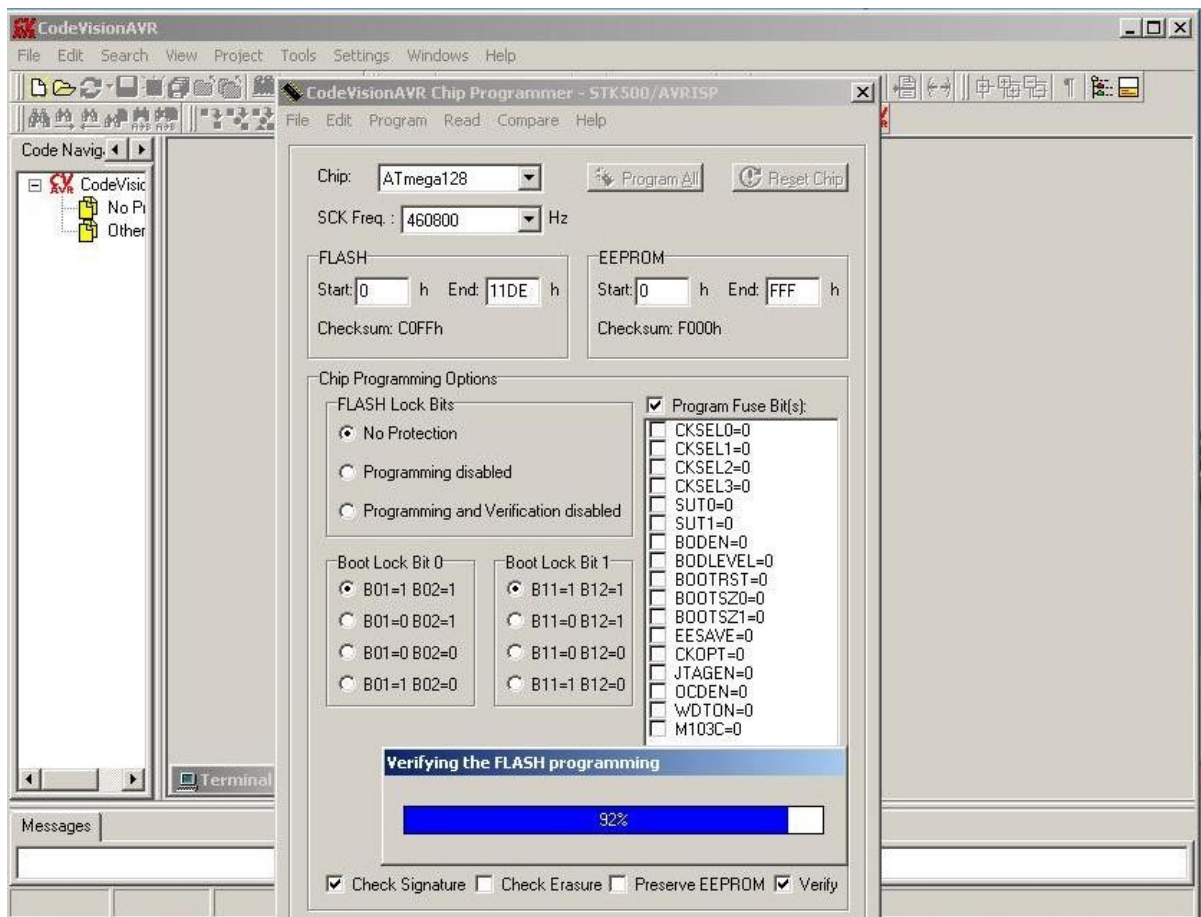 CodeVisionAVR
File Edit Search View Project Tools Settings Windows Help
CodeVisionAVR Chip Programmer - STK500/AVRISP
File Edit Program Read Compare Help
Code Navig
CodeVisic
No Pr
Other
Chip: ATmega128 Program All Reset Chip
SCK Freq. : 460800 Hz
FLASH
Start: 0 h End: 11DE h
Checksum: C0FFh
EEPROM
Start: 0 h End: FFF h
Checksum: F000h
Chip Programming Options
FLASH Lock Bits
No Protection
Programming disabled
Programming and Verification disabled
Boot Lock Bit 0
B01=1 B02=1
B01=0 B02=1
B01=0 B02=0
B01=1 B02=0
Boot Lock Bit 1
B11=1 B12=1
B11=0 B12=1
B11=0 B12=0
B11=1 B12=0
Program Fuse Bit(s):
CKSEL0=0
CKSEL1=0
CKSEL2=0
CKSEL3=0
SUT0=0
SUT1=0
BODEN=0
BODLEVEL=0
BOOTRST=0
BOOTSZ0=0
BOOTSZ1=0
EESAVE=0
CKOPT=0
JTAGEN=0
OCDEN=0
WDTON=0
M103C=0
Verifying the FLASH programming
92%
Terminal
Messages
Check Signature Check Erasure Preserve EEPROM Verify